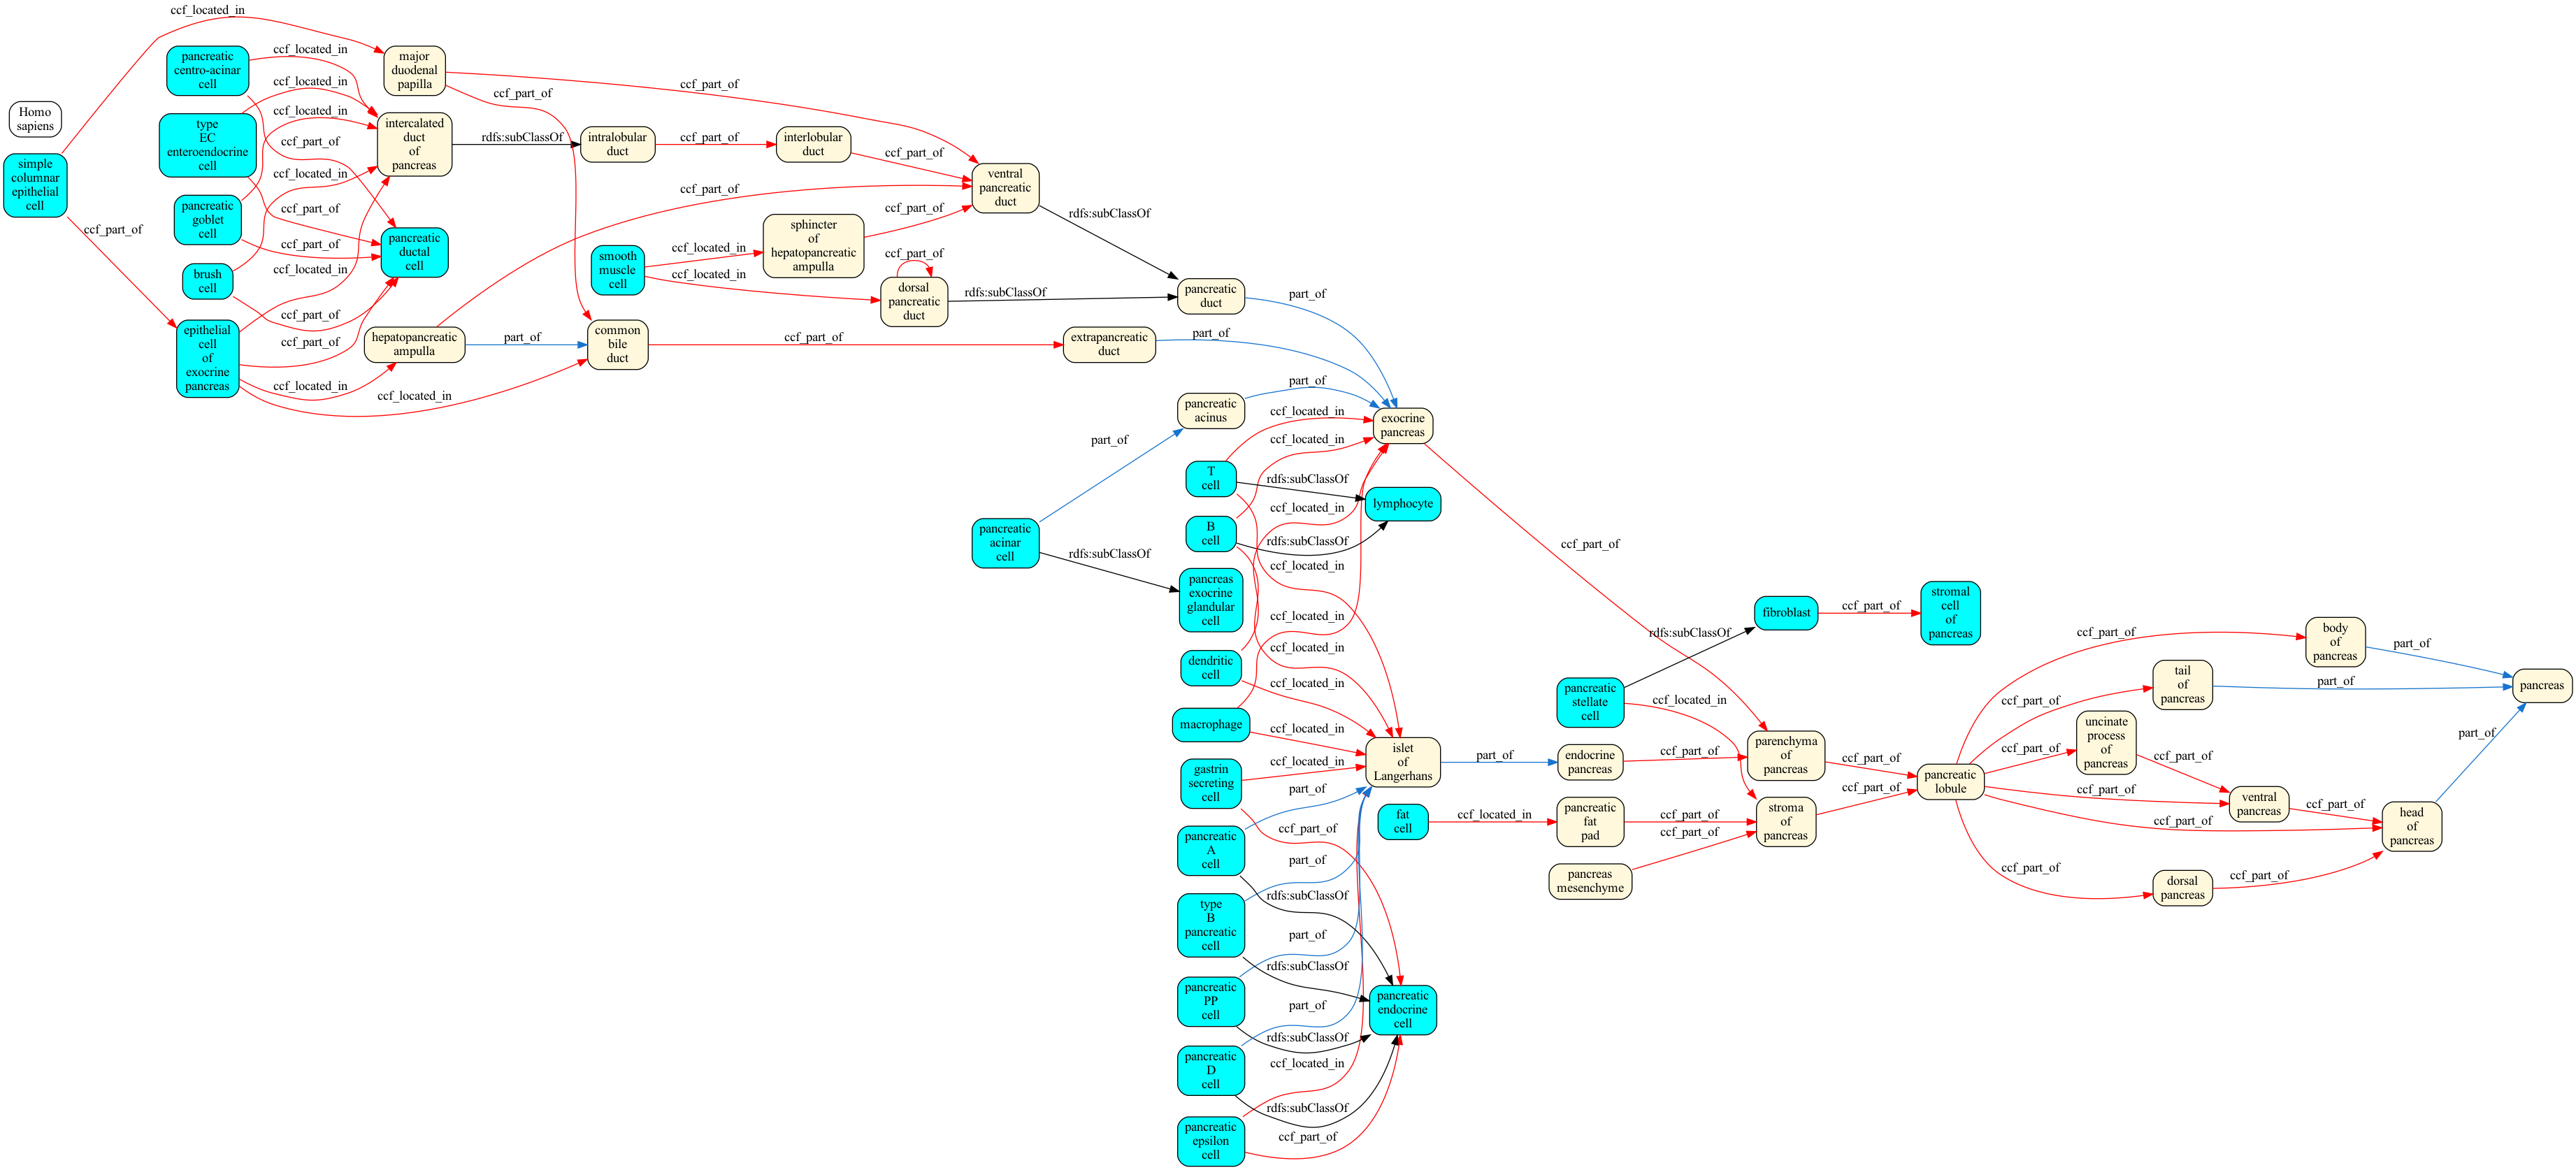 ccf_located_in
pancreatic
centro-acinar
cell
ccf_located_in
major
duodenal
papilla
ccf_located_in
ccf_part_of
ccf_part_of
Homo
sapiens
type
EC
enteroendocrine
cell
ccf_located_in
ccf_part_of
intercalated
duct
of
pancreas
rdfs:subClassOf
intralobular
duct
ccf_part_of
interlobular
duct
ccf_part_of
simple
columnar
epithelial
cell
ccf_located_in
ccf_part_of
ventral
pancreatic
duct
pancreatic
goblet
cell
ccf_part_of
ccf_part_of
ccf_part_of
rdfs:subClassOf
ccf_part_of
pancreatic
ductal
cell
sphincter
of
hepatopancreatic
ampulla
smooth
muscle
cell
ccf_located_in
ccf_located_in
ccf_part_of
brush
cell
ccf_located_in
dorsal
pancreatic
duct
rdfs:subClassOf
pancreatic
duct
part_of
ccf_part_of
epithelial
cell
of
exocrine
pancreas
ccf_part_of
hepatopancreatic
ampulla
part_of
common
bile
duct
ccf_part_of
extrapancreatic
duct
part_of
ccf_located_in
ccf_located_in
part_of
pancreatic
acinus
exocrine
pancreas
ccf_located_in
part_of
ccf_located_in
T
cell
rdfs:subClassOf
lymphocyte
ccf_located_in
B
cell
rdfs:subClassOf
pancreatic
acinar
cell
rdfs:subClassOf
ccf_located_in
ccf_part_of
pancreas
exocrine
glandular
cell
ccf_located_in
ccf_located_in
dendritic
cell
ccf_located_in
fibroblast
ccf_part_of
stromal
cell
of
pancreas
rdfs:subClassOf
pancreatic
stellate
cell
ccf_located_in
ccf_part_of
body
of
pancreas
part_of
tail
of
pancreas
part_of
pancreas
ccf_part_of
macrophage
ccf_located_in
gastrin
secreting
cell
ccf_located_in
islet
of
Langerhans
part_of
endocrine
pancreas
ccf_part_of
parenchyma
of
pancreas
ccf_part_of
pancreatic
lobule
ccf_part_of
uncinate
process
of
pancreas
ccf_part_of
part_of
part_of
fat
cell
ccf_located_in
pancreatic
fat
pad
ccf_part_of
ccf_part_of
stroma
of
pancreas
ccf_part_of
ccf_part_of
ventral
pancreas
ccf_part_of
ccf_part_of
head
of
pancreas
pancreatic
A
cell
ccf_part_of
part_of
rdfs:subClassOf
pancreas
mesenchyme
ccf_part_of
dorsal
pancreas
ccf_part_of
type
B
pancreatic
cell
part_of
rdfs:subClassOf
pancreatic
PP
cell
part_of
rdfs:subClassOf
pancreatic
endocrine
cell
pancreatic
D
cell
ccf_located_in
rdfs:subClassOf
pancreatic
epsilon
cell
ccf_part_of